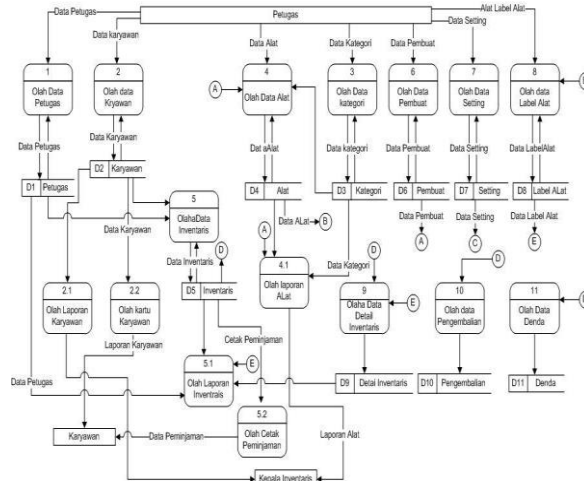 Petugas
Alat Label Alat
Data Petugas
Data karyawan
Data Setting
Data Alat
Data Kategori
Data Pembuat
1
Olah Data
Petugas
2
Olah data
Kryawan
4
Olah Data Alat
3
Olah Data
kategori
6
Olah Data
Pembuat
7
Olah Data
Setting
8
Olah data
Label Alat
A
Data Petugas
Data Karyawan
Dat aAlat
Data kategori
Data Pembuat
Data Setting
Data LabelAlat
D1 Petugas
D2 Karyawan
D4 Alat
D3 Kategori
D6 Pembuat
D7 Setting
D8 Label ALat
5
OlahaData
Inventaris
Data ALat
B
Data Pembuat
Data Setting
Data Label Alat
A
C
E
Data Karyawan
Data Inventaris
D
A
D
D
D5 Inventaris
4.1
Olah laporan
ALat
Data Kategori
2.1
Olah Laporan
Karyawan
2.2
Olah kartu
Karyawan
9
Olaha Data
Detail
Inventaris
E
10
Olah data
Pengembalian
11
Olah Data
Denda
Laporan Karyawan
Cetak Peminjaman
Data Petugas
5.1
Olah Laporan
Inventrais
E
D9 Detai Inventaris
D10 Pengembalian
D11 Denda
5.2
Olah Cetak
Peminjaman
Karyawan
Data Peminjaman
Laporan Alat
Kepala Inventaris